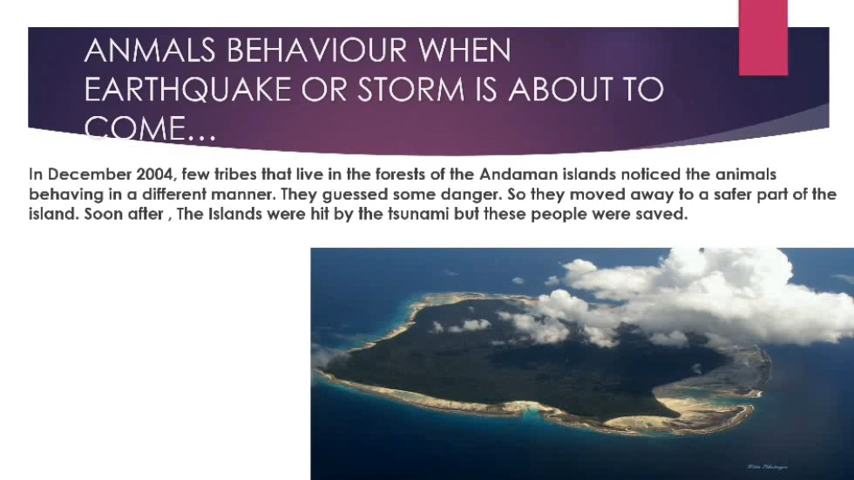 ANMALS BEHAVIOUR WHEN
EARTHQUAKE OR STORM IS ABOUT TO
COME…
In December 2004, few tribes that live in the forests of the Andaman islands noticed the animals
behaving in a different manner. They guessed some danger. So they moved away to a safer part of the
island. Soon after , The Islands were hit by the tsunami but these people were saved.